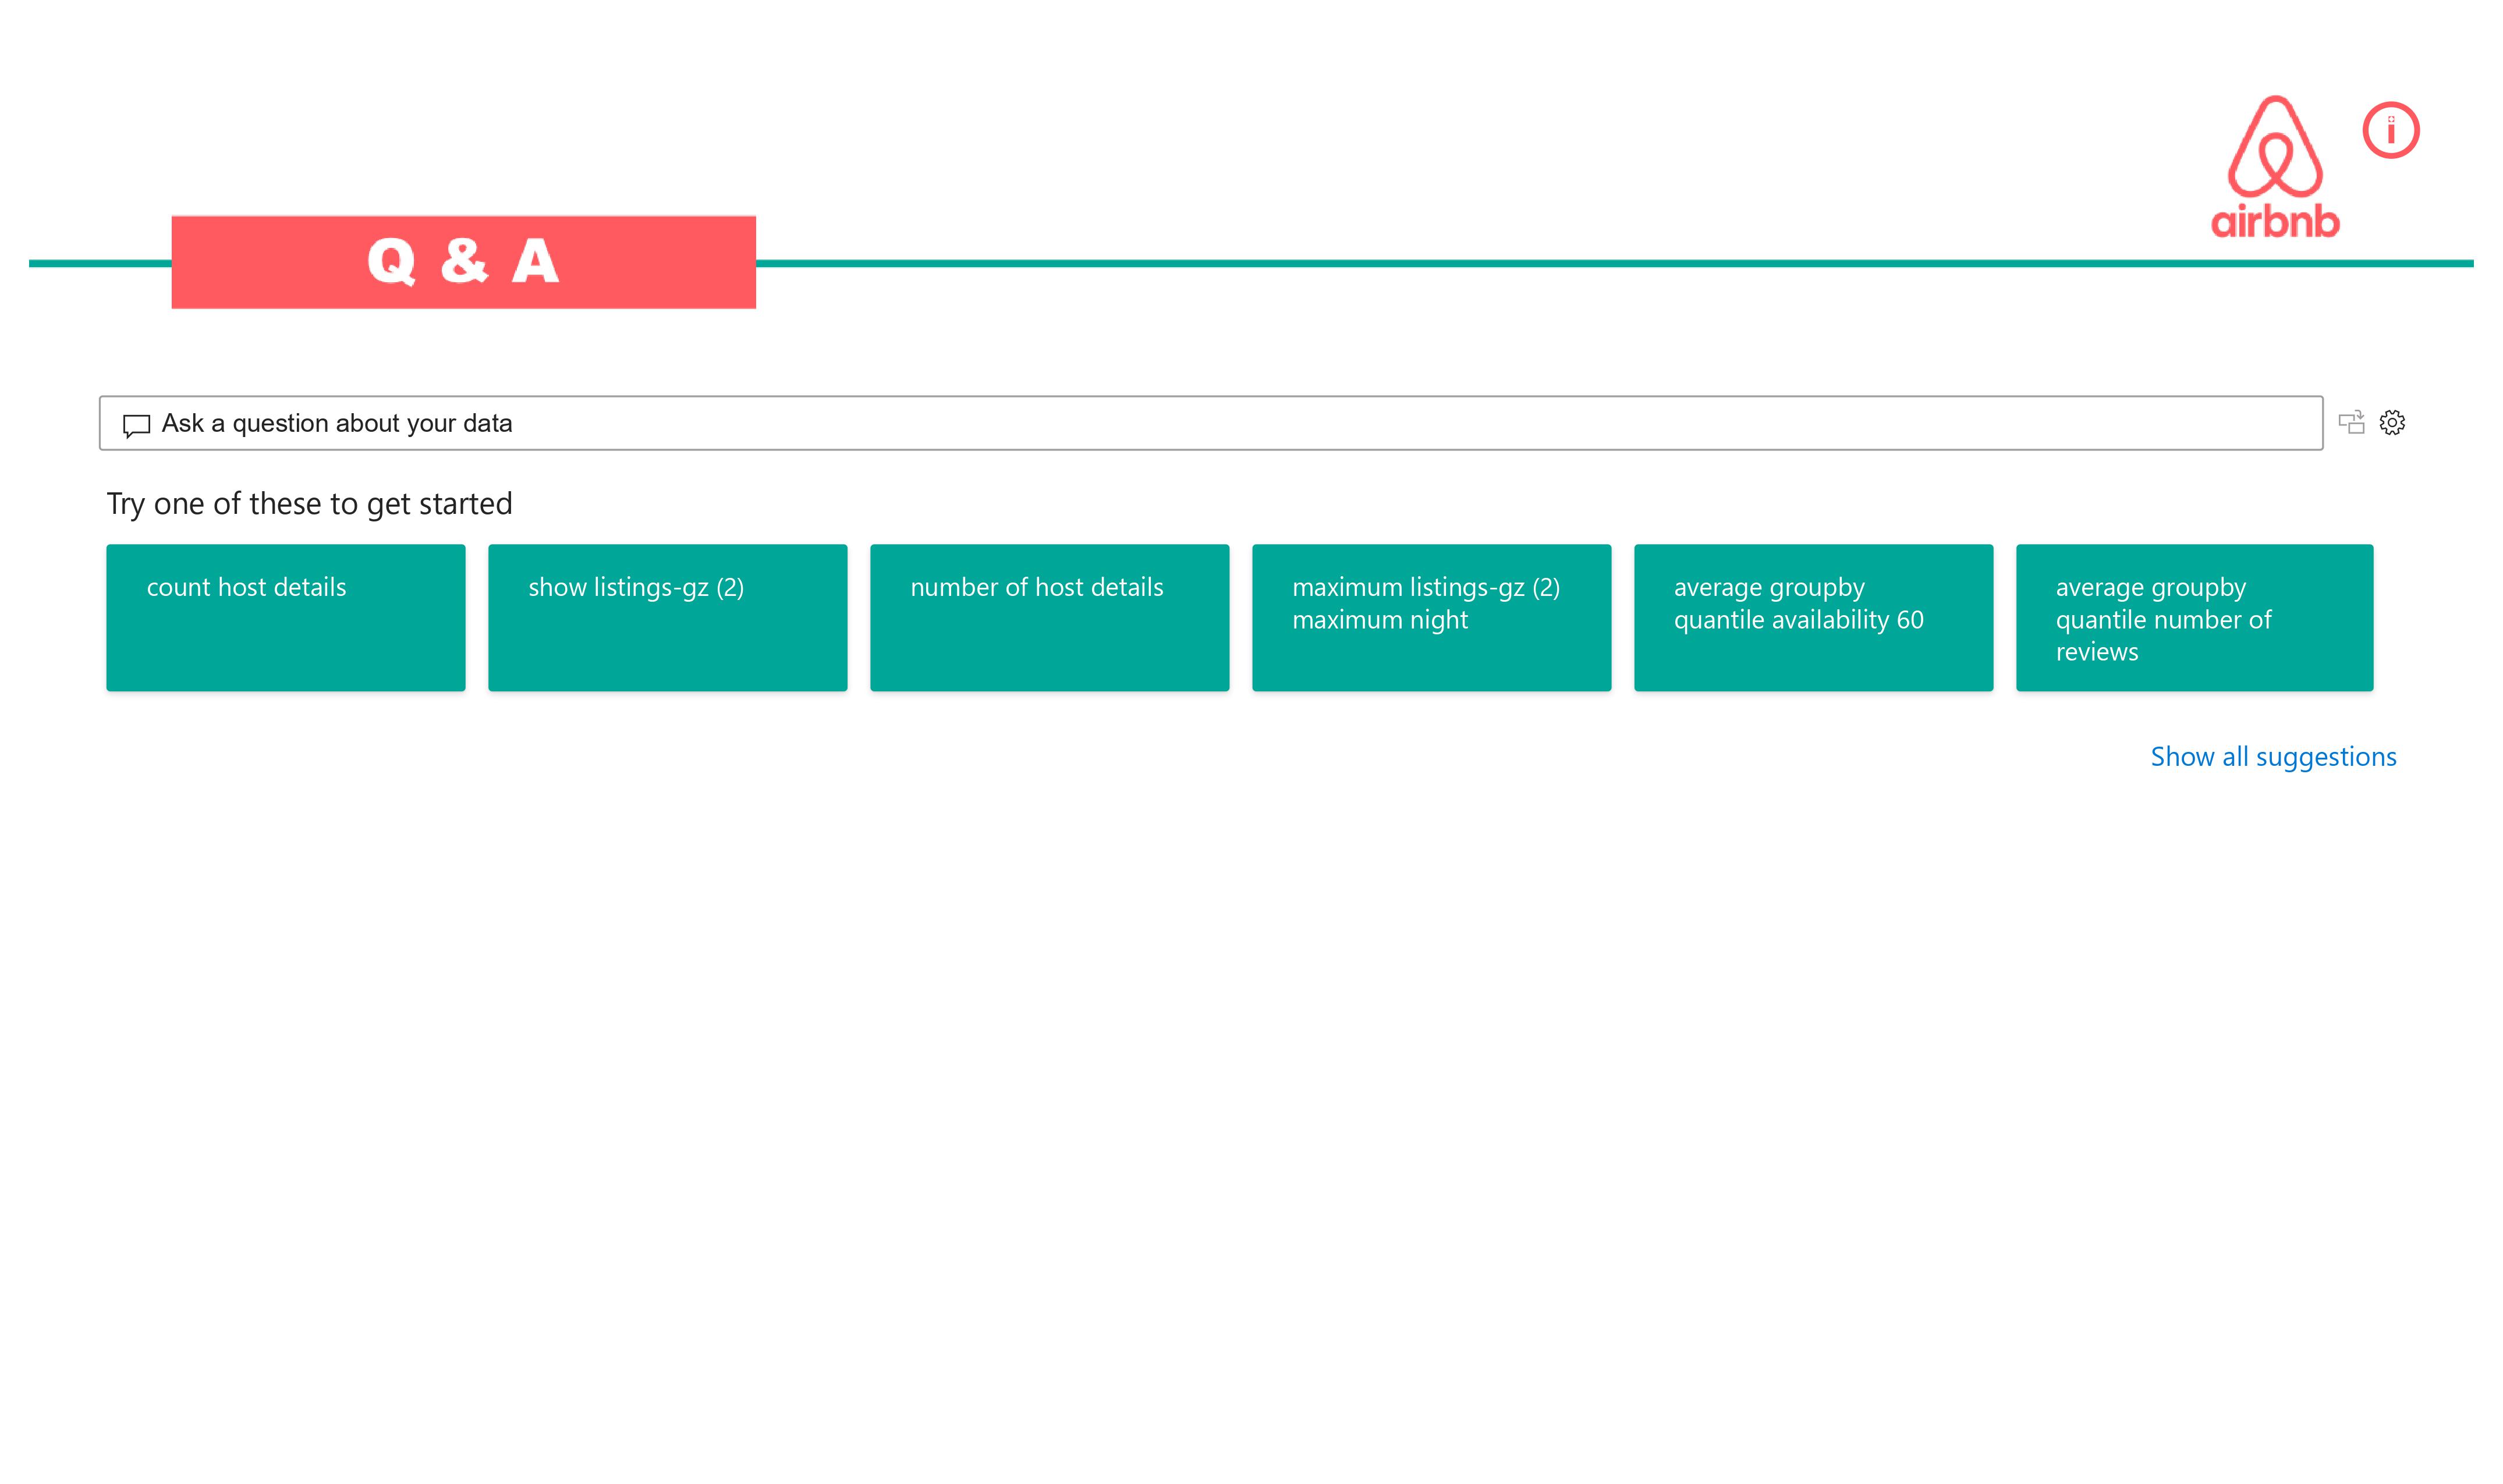 airbnb
i
Q & A
Ask a question about your data
Try one of these to get started
count host details
show listings-gz (2)
number of host details
maximum listings-gz (2)
maximum night
average groupby
quantile availability 60
average groupby
quantile number of
reviews
Show all suggestions